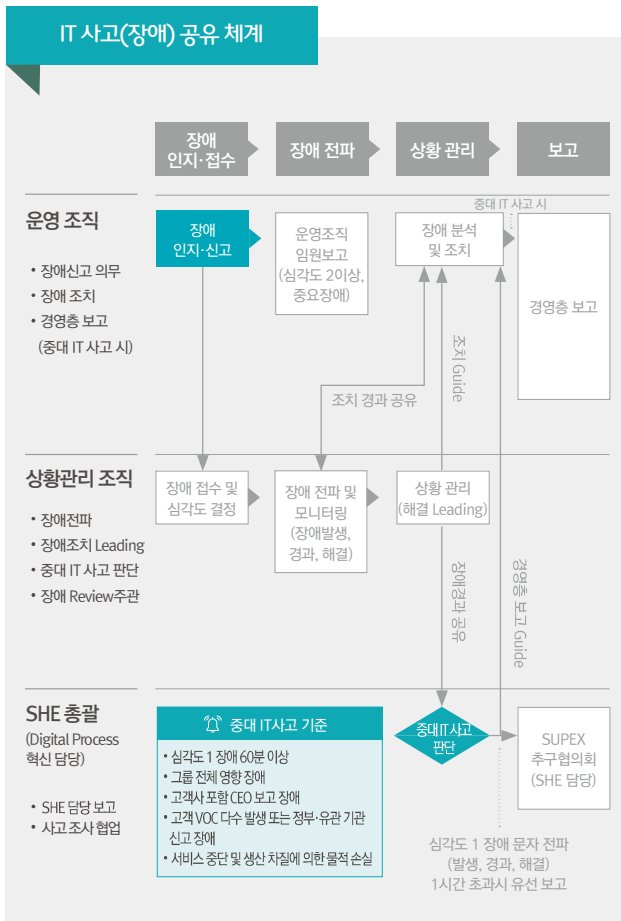 IT 사고(장애) 공유 체계
장애
인지·접수
장애 전파
상황 관리
보고
운영 조직
• 장애신고 의무
• 장애 조치
• 경영층 보고
(중대 IT 사고 시)
장애
인지·신고
운영조직
임원보고
(심각도 2이상,
중요장애)
장애 분석
및 조치
중대 IT 사고 시
경영층 보고
조치 경과 공유
조치 Guide
상황관리 조직
• 장애전파
• 장애조치 Leading
• 중대 IT 사고 판단
• 장애 Review주관
장애 접수 및
심각도 결정
장애 전파 및
모니터링
(장애발생,
경과, 해결)
상황 관리
(해결 Leading)
장애경과 공유
경영층 보고 Guide
SHE 총괄
(Digital Process
혁신 담당)
• SHE 담당 보고
• 사고 조사 협업
중대 IT사고 기준
• 심각도 1 장애 60분 이상
• 그룹 전체 영향 장애
• 고객사 포함 CEO 보고 장애
• 고객 VOC 다수 발생 또는 정부·유관 기관
신고 장애
• 서비스 중단 및 생산 차질에 의한 물적 손실
중대IT사고
판단
SUPEX
추구협의회
(SHE 담당)
심각도 1 장애 문자 전파
(발생, 경과, 해결)
1시간 초과시 유선 보고